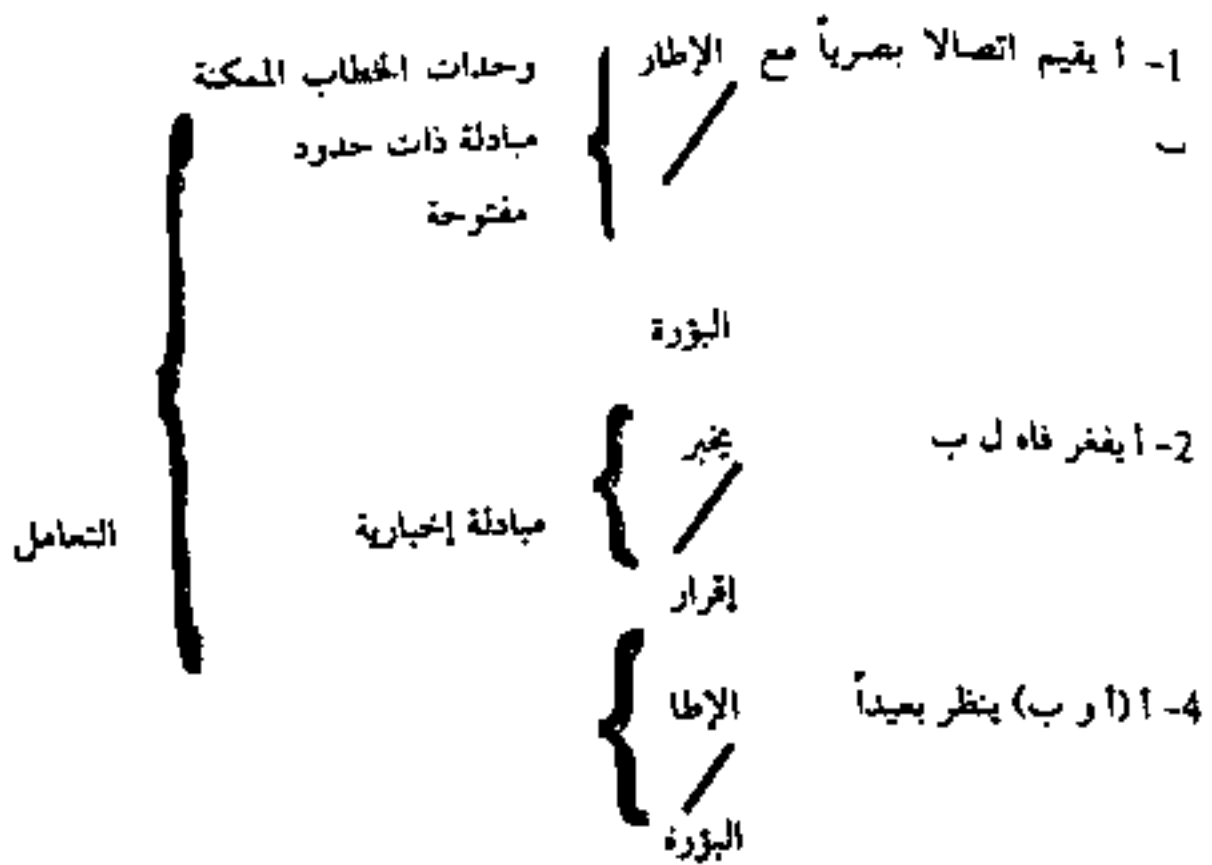 1- أ يقيم اتصالا بصرياً مع الإطار وحدات الخطاب الممكنة
ب مبادلة ذات حدود
مفتوحة
البؤرة
2- أ يفغر فاه ل ب يخبر
مبادلة إخبارية التعامل
إقرار
4- أ (أ و ب) ينظر بعيداً الإطا
البؤرة